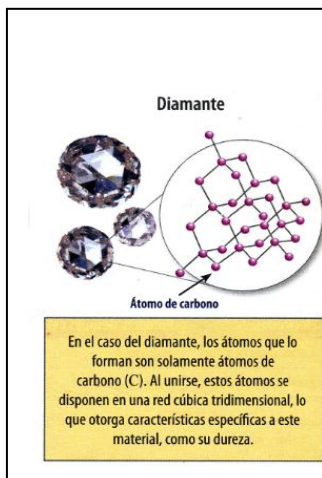 Diamante
Átomo de carbono
En el caso del diamante, los átomos que lo
forman son solamente átomos de
carbono (C). Al unirse, estos átomos se
disponen en una red cúbica tridimensional, lo
que otorga características específicas a este
material, como su dureza.